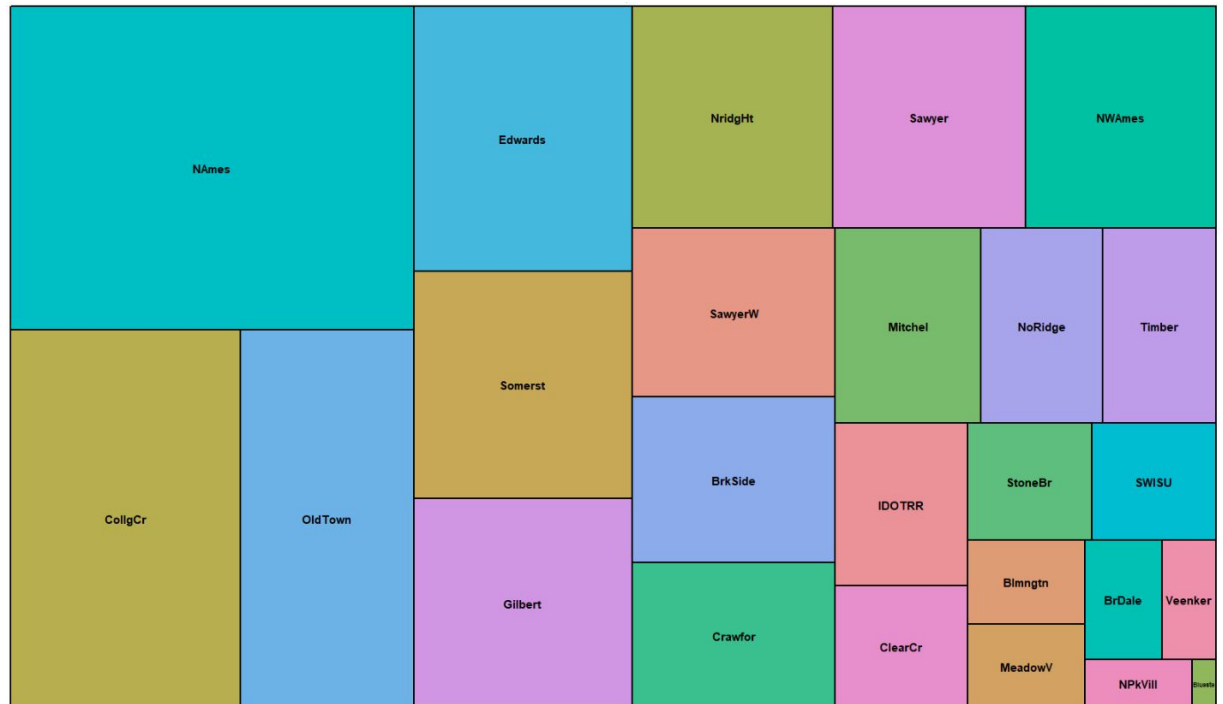 NAmes
Edwards
NridgHt
Sawyer
NWAmes
SawyerW
Mitchel
NoRidge
Timber
Somerst
BrkSide
StoneBr
SWISU
IDOTRR
CollgCr
OldTown
Blmngtn
BrDale
Veenker
Gilbert
Crawfor
ClearCr
MeadowV
NPkVill
Blueste